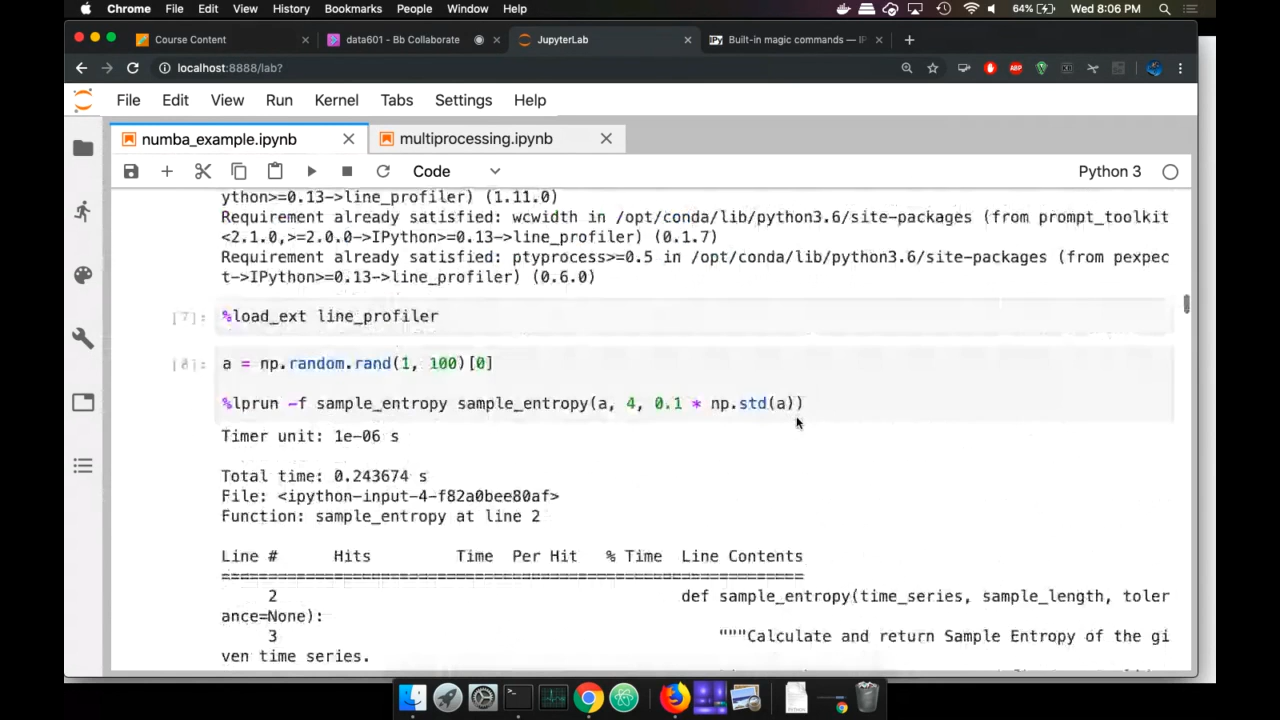 Chrome File Edit View History Bookmarks People Window Help 64% Wed 8:06 PM
Course Content data601 - Bb Collaborate JupyterLab IP[y] Built-in magic commands — IP
localhost:8888/lab?
File Edit View Run Kernel Tabs Settings Help
numba_example.ipynb multiprocessing.ipynb
Code Python 3
ython>=0.13->line_profiler) (1.11.0)
Requirement already satisfied: wcwidth in /opt/conda/lib/python3.6/site-packages (from prompt_toolkit
<2.1.0,>=2.0.0->IPython>=0.13->line_profiler) (0.1.7)
Requirement already satisfied: ptyprocess>=0.5 in /opt/conda/lib/python3.6/site-packages (from pexpec
t->IPython>=0.13->line_profiler) (0.6.0)
[7]: %load_ext line_profiler
[8]: a = np.random.rand(1, 100)[0]
%lprun -f sample_entropy sample_entropy(a, 4, 0.1 * np.std(a))
Timer unit: 1e-06 s
Total time: 0.243674 s
File: <ipython-input-4-f82a0bee80af>
Function: sample_entropy at line 2
Line # Hits Time Per Hit % Time Line Contents
==============================================================
2 def sample_entropy(time_series, sample_length, toler
ance=None):
3 """Calculate and return Sample Entropy of the gi
ven time series.